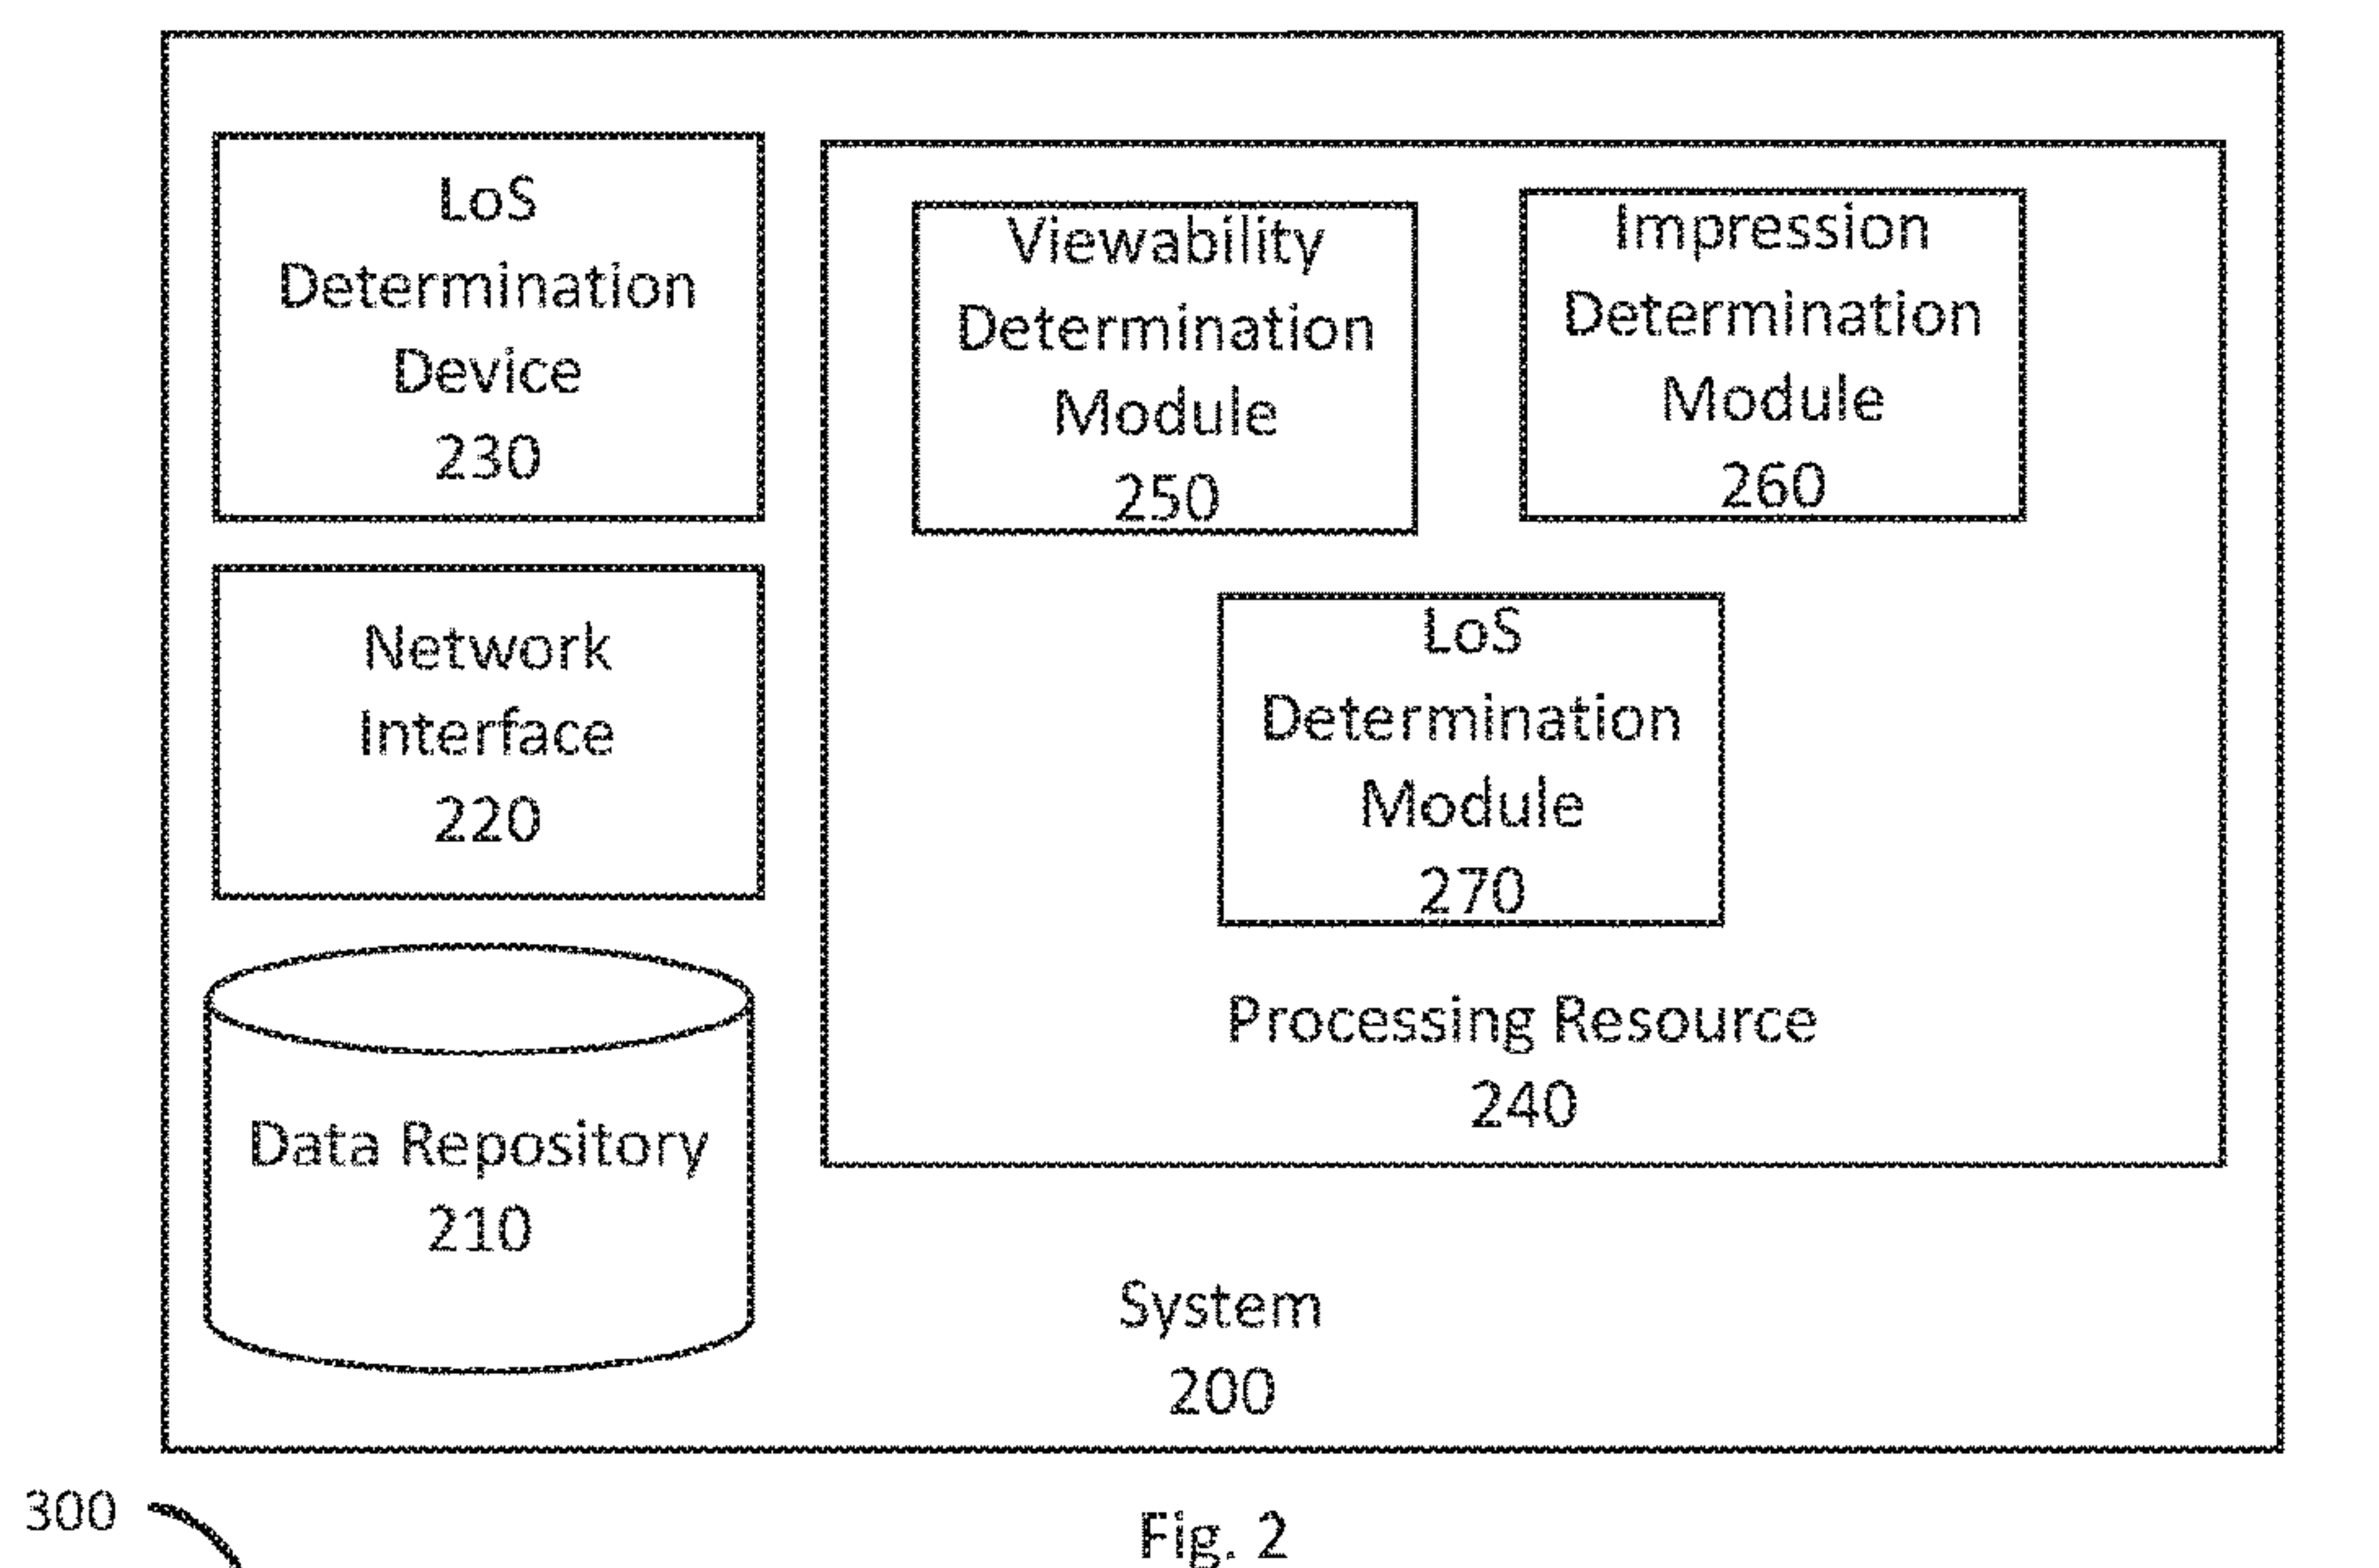 LoS
Determination
Device
230
Viewability
Determination
Module
250
Impression
Determination
Module
260
Network
Interface
220
LoS
Determination
Module
270
Processing Resource
240
Data Repository
210
System
200
300
Fig. 2